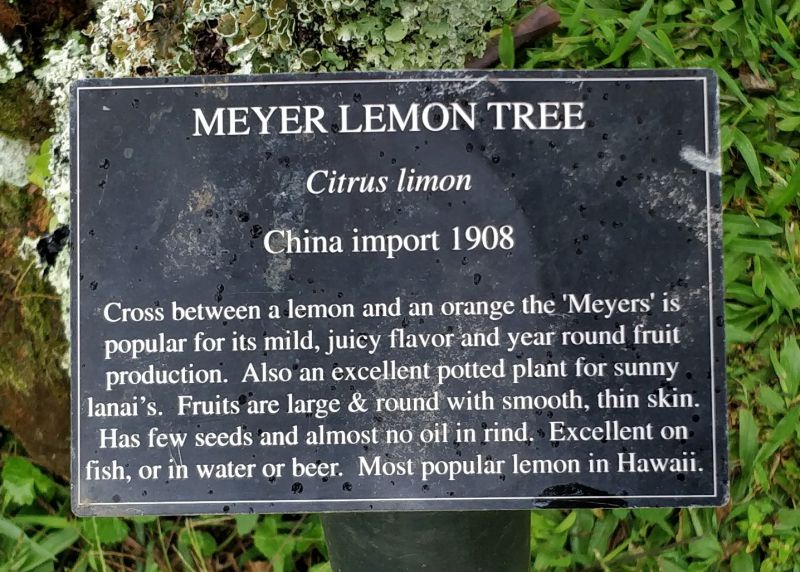 MEYER LEMON TREE
Citrus limon
China import 1908
Cross between a lemon and an orange the 'Meyers' is
popular for its mild, juicy flavor and year round fruit
production.  Also an excellent potted plant for sunny
lanai's.  Fruits are large & round with smooth, thin skin.
Has few seeds and almost no oil in rind.  Excellent on
fish, or in water or beer.  Most popular lemon in Hawaii.